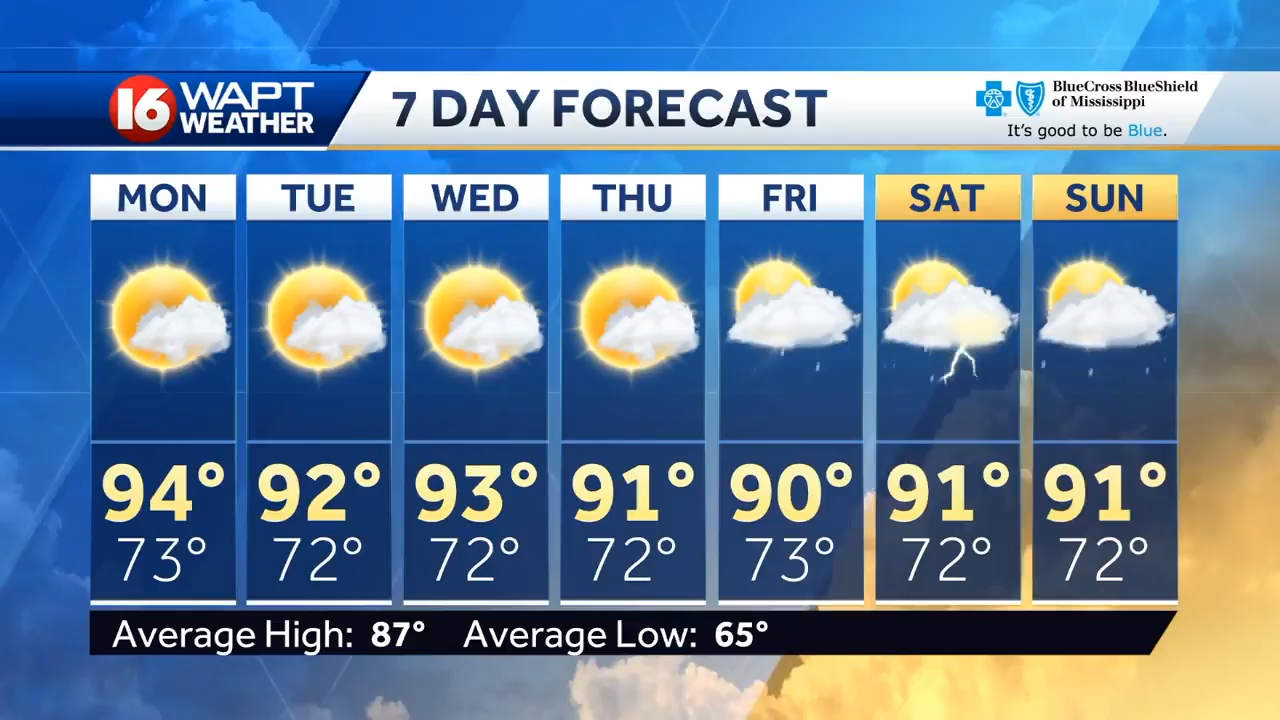 16 WAPT WEATHER
7 DAY FORECAST
BlueCross BlueShield
of Mississippi
It's good to be Blue.
MON TUE WED THU FRI SAT SUN
94° 92° 93° 91° 90° 91° 91°
73° 72° 72° 72° 73° 72° 72°
Average High: 87° Average Low: 65°